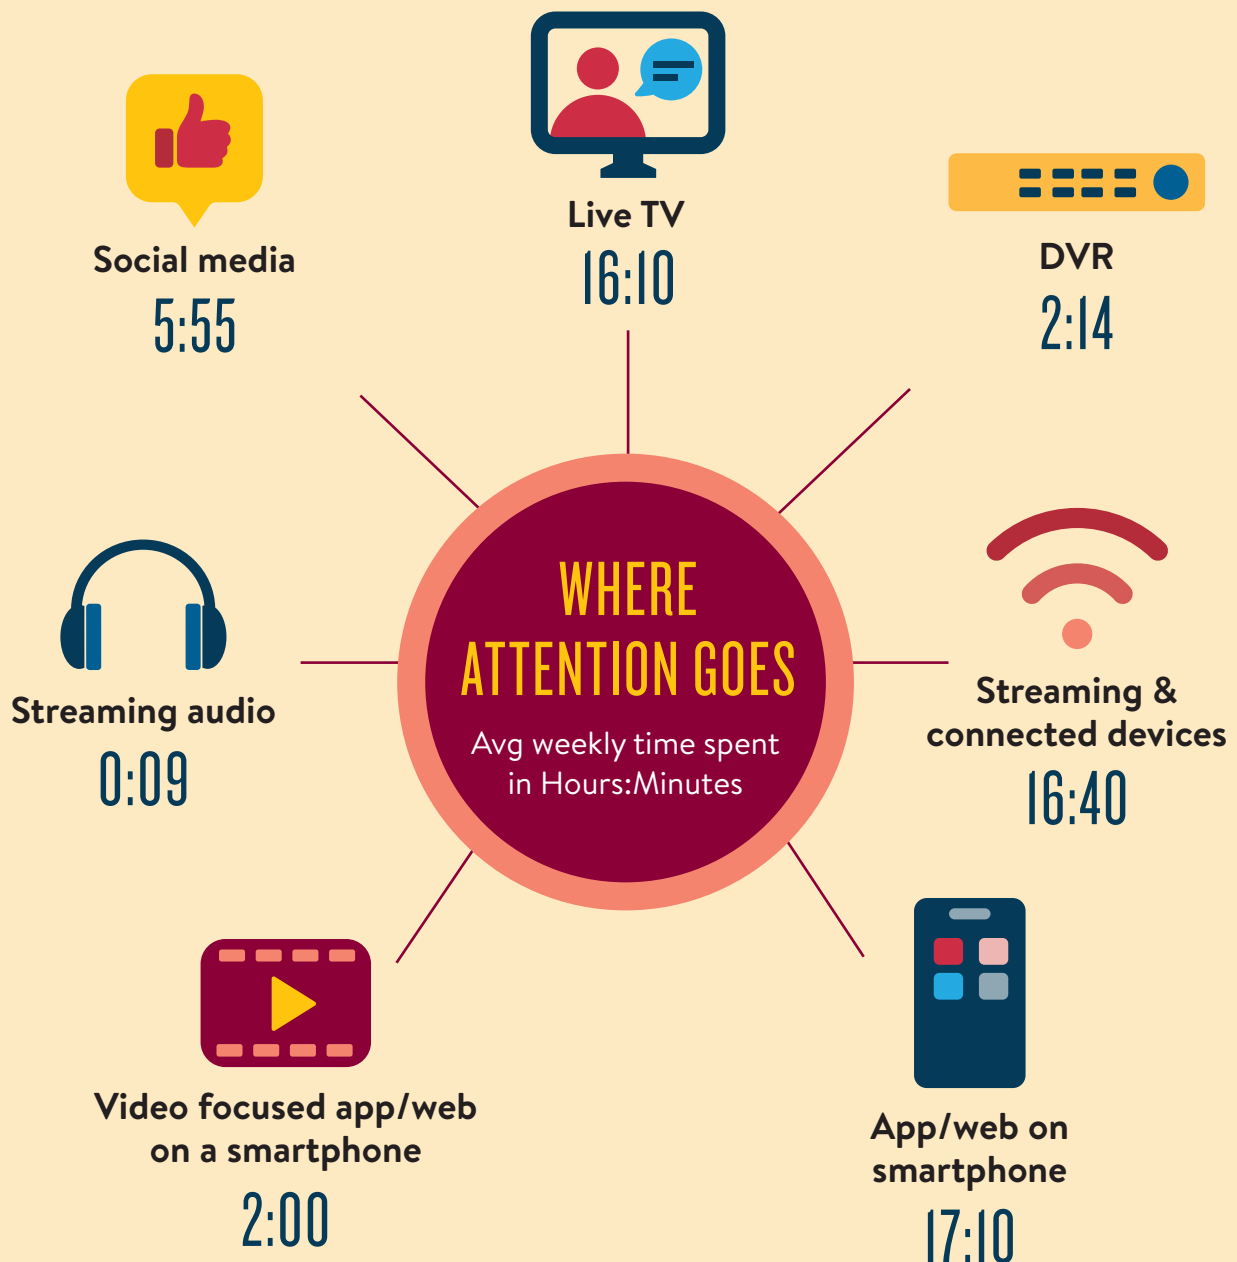 Social media
5:55
Live TV
16:10
DVR
2:14
WHERE
ATTENTION GOES
Avg weekly time spent
in Hours:Minutes
Streaming audio
0:09
Streaming &
connected devices
16:40
Video focused app/web
on a smartphone
2:00
App/web on
smartphone
17:10